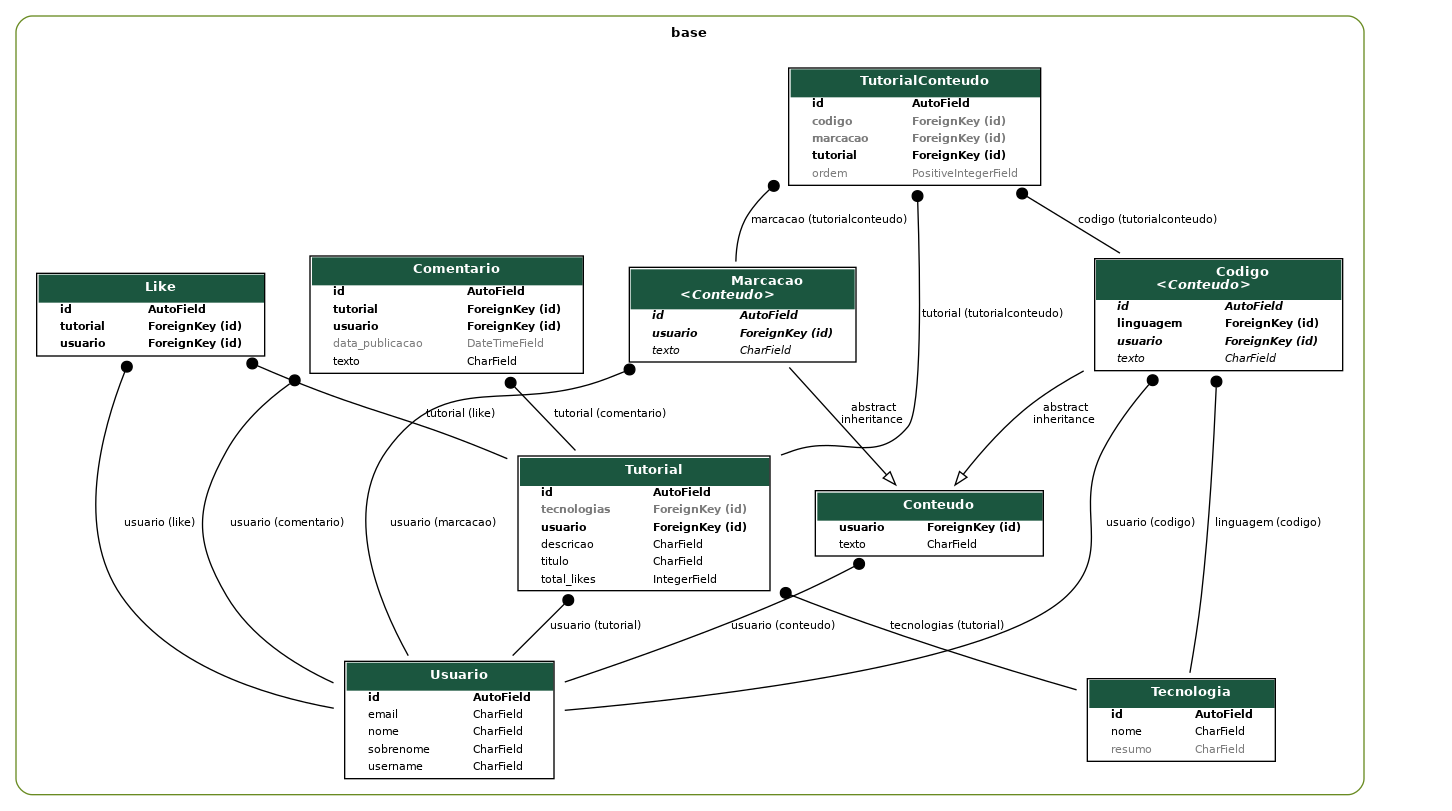 base
TutorialConteudo
id AutoField
codigo ForeignKey (id)
marcacao ForeignKey (id)
tutorial ForeignKey (id)
ordem PositiveIntegerField
marcacao (tutorialconteudo)
codigo (tutorialconteudo)
tutorial (tutorialconteudo)
Like
id AutoField
tutorial ForeignKey (id)
usuario ForeignKey (id)
Comentario
id AutoField
tutorial ForeignKey (id)
usuario ForeignKey (id)
data_publicacao DateTimeField
texto CharField
Marcacao
<Conteudo>
id AutoField
usuario ForeignKey (id)
texto CharField
Codigo
<Conteudo>
id AutoField
linguagem ForeignKey (id)
usuario ForeignKey (id)
texto CharField
tutorial (like)
tutorial (comentario)
abstract
inheritance
abstract
inheritance
Tutorial
id AutoField
tecnologias ForeignKey (id)
usuario ForeignKey (id)
descricao CharField
titulo CharField
total_likes IntegerField
Conteudo
usuario ForeignKey (id)
texto CharField
usuario (like)
usuario (comentario)
usuario (marcacao)
usuario (codigo)
linguagem (codigo)
usuario (tutorial)
usuario (conteudo)
tecnologias (tutorial)
Usuario
id AutoField
email CharField
nome CharField
sobrenome CharField
username CharField
Tecnologia
id AutoField
nome CharField
resumo CharField